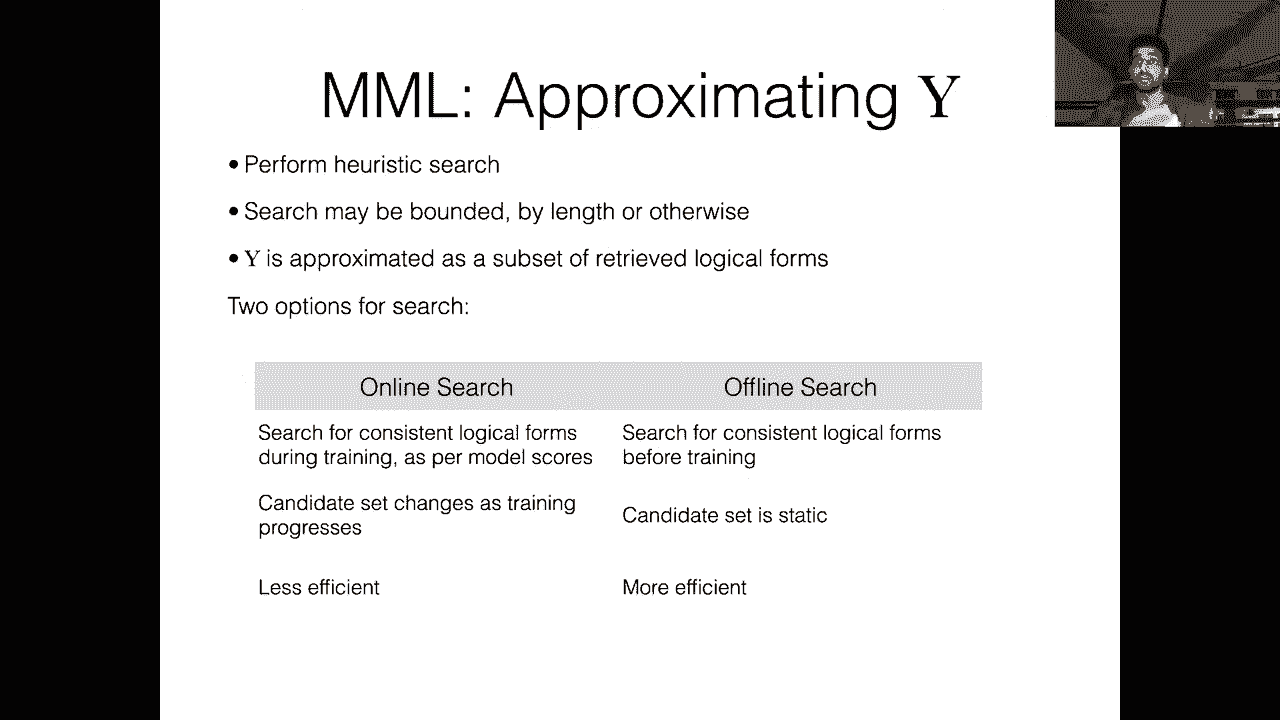 MML: Approximating Y
• Perform heuristic search
• Search may be bounded, by length or otherwise
• Y is approximated as a subset of retrieved logical forms
Two options for search:
Online Search
Offline Search
Search for consistent logical forms
during training, as per model scores
Search for consistent logical forms
before training
Candidate set changes as training
progresses
Candidate set is static
Less efficient
More efficient